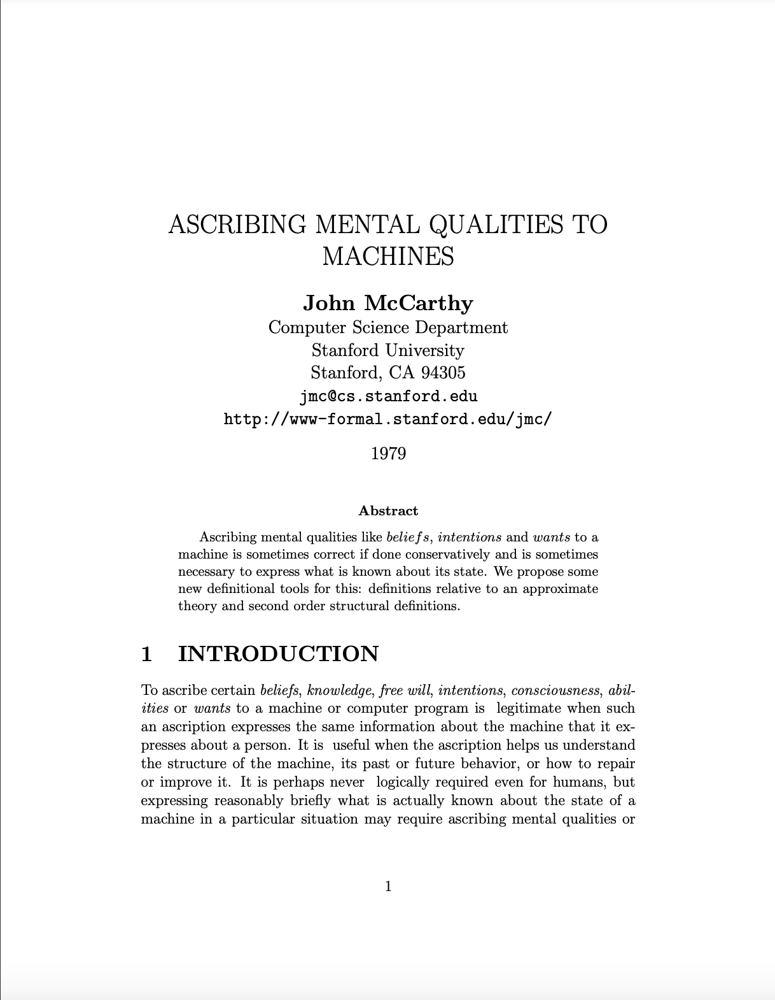 ASCRIBING MENTAL QUALITIES TO
MACHINES
John McCarthy
Computer Science Department
Stanford University
Stanford, CA 94305
jmc@cs.stanford.edu
http://www-formal.stanford.edu/jmc/
1979
Abstract
Ascribing mental qualities like beliefs, intentions and wants to a
machine is sometimes correct if done conservatively and is sometimes
necessary to express what is known about its state. We propose some
new definitional tools for this: definitions relative to an approximate
theory and second order structural definitions.
1 INTRODUCTION
To ascribe certain beliefs, knowledge, free will, intentions, consciousness, abil-
ities or wants to a machine or computer program is legitimate when such
an ascription expresses the same information about the machine that it ex-
presses about a person. It is useful when the ascription helps us understand
the structure of the machine, its past or future behavior, or how to repair
or improve it. It is perhaps never logically required even for humans, but
expressing reasonably briefly what is actually known about the state of a
machine in a particular situation may require ascribing mental qualities or
1